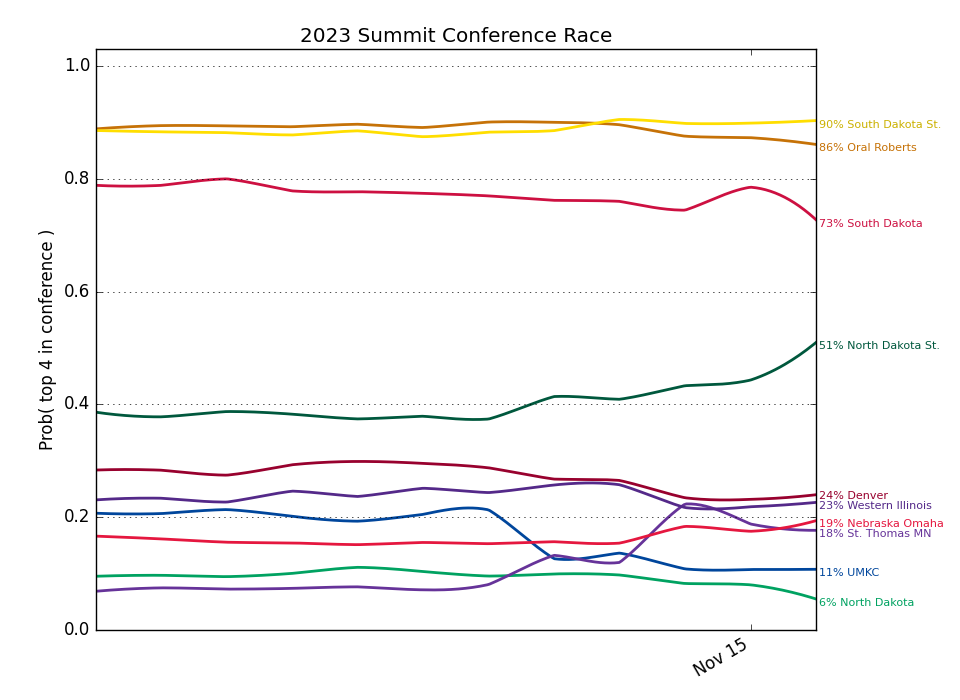 2023 Summit Conference Race
Prob( top 4 in conference )
1.0
0.8
0.6
0.4
0.2
0.0
90% South Dakota St.
86% Oral Roberts
73% South Dakota
51% North Dakota St.
24% Denver
23% Western Illinois
19% Nebraska Omaha
18% St. Thomas MN
11% UMKC
6% North Dakota
Nov 15